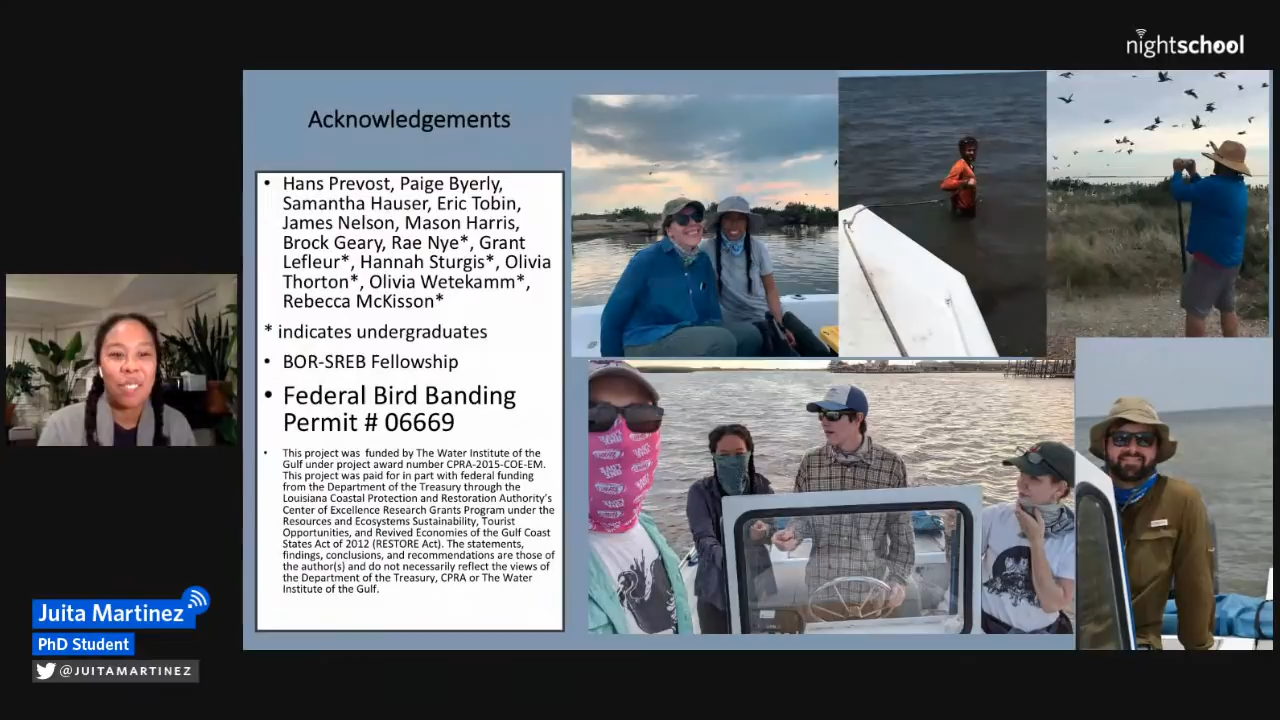 nightschool
Acknowledgements
• Hans Prevost, Paige Byerly,
Samantha Hauser, Eric Tobin,
James Nelson, Mason Harris,
Brock Geary, Rae Nye*, Grant
Lefleur*, Hannah Sturgis*, Olivia
Thorton*, Olivia Wetekamm*,
Rebecca McKisson*
* indicates undergraduates
• BOR-SREB Fellowship
• Federal Bird Banding
Permit # 06669
• This project was funded by The Water Institute of the
Gulf under project award number CPRA-2015-COE-EM.
This project was paid for in part with federal funding
from the Department of the Treasury through the
Louisiana Coastal Protection and Restoration Authority's
Center of Excellence Research Grants Program under the
Resources and Ecosystems Sustainability, Tourist
Opportunities, and Revived Economies of the Gulf Coast
States Act of 2012 (RESTORE Act). The statements,
findings, conclusions, and recommendations are those of
the author(s) and do not necessarily reflect the views of
the Department of the Treasury, CPRA or The Water
Institute of the Gulf.
Juita Martinez
PhD Student
@JUITAMARTINEZ